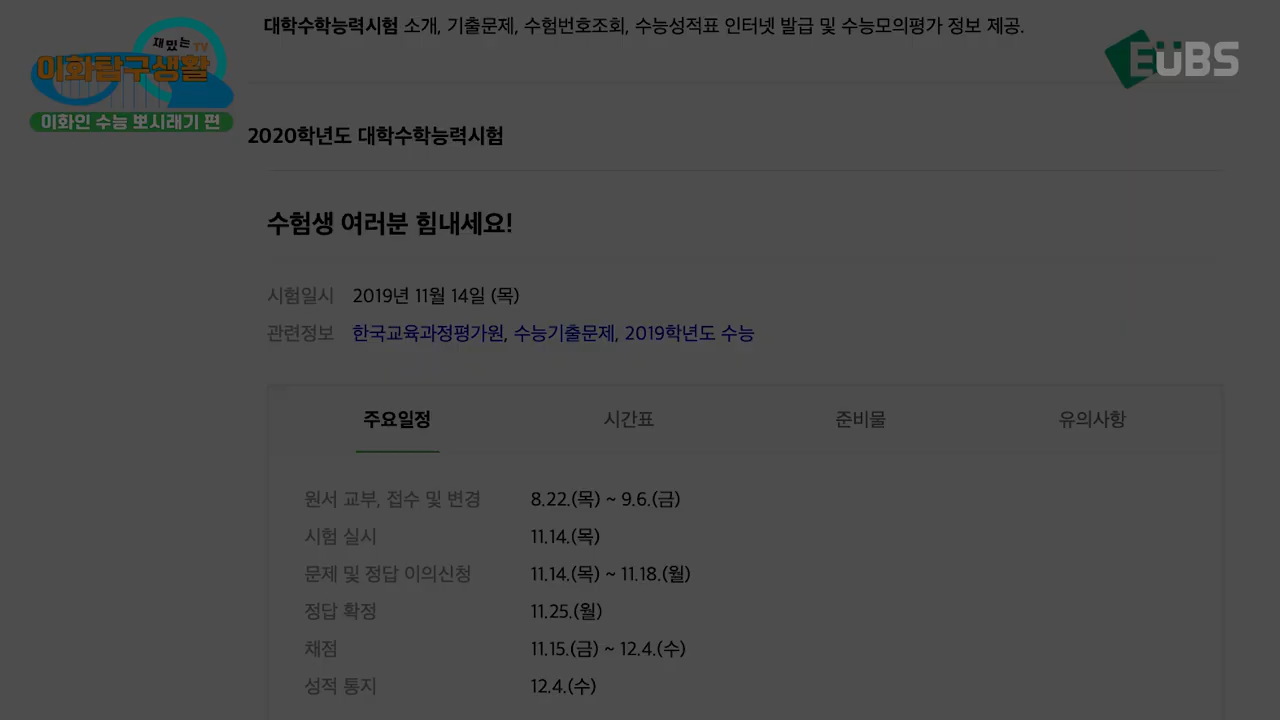 대학수학능력시험 소개, 기출문제, 수험번호조회, 수능성적표 인터넷 발급 및 수능모의평가 정보 제공.
재밌는 TV
이화탐구생활
이화인 수능 뽀시래기 편
EUBS
2020학년도 대학수학능력시험
수험생 여러분 힘내세요!
시험일시 2019년 11월 14일 (목)
관련정보 한국교육과정평가원, 수능기출문제, 2019학년도 수능
주요일정 시간표 준비물 유의사항
원서 교부, 접수 및 변경 8.22.(목) ~ 9.6.(금)
시험 실시 11.14.(목)
문제 및 정답 이의신청 11.14.(목) ~ 11.18.(월)
정답 확정 11.25.(월)
채점 11.15.(금) ~ 12.4.(수)
성적 통지 12.4.(수)